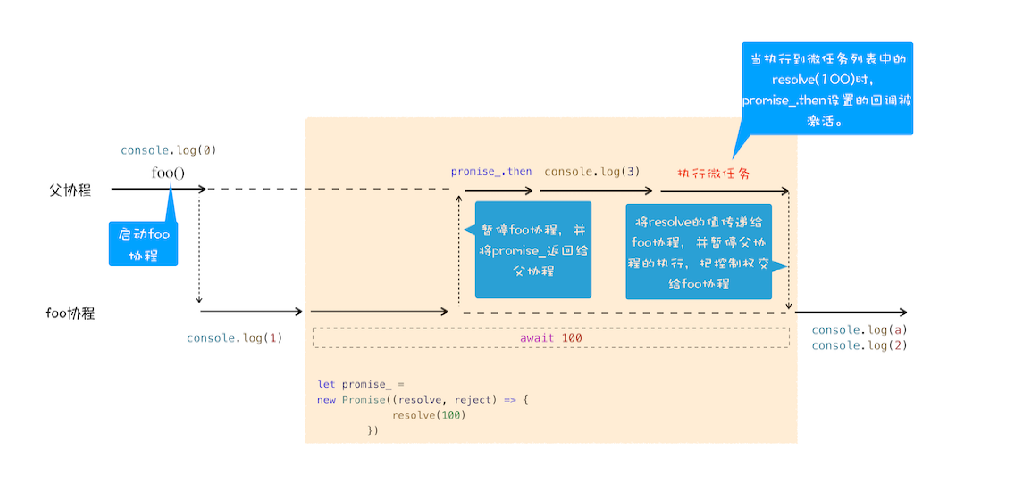 当执行到微任务列表中的
resolve(100)时,
promise_.then设置的回调被
激活。
console.log(0)
foo()
父协程
启动foo
协程
promise_.then
console.log(3)
执行微任务
暂停foo协程，并
将promise_返回给
父协程
将resolve的值传递给
foo协程，并暂停父协
程的执行，把控制权交
给foo协程
foo协程
console.log(1)
await 100
console.log(a)
console.log(2)
let promise_ =
new Promise((resolve, reject) => {
resolve(100)
})